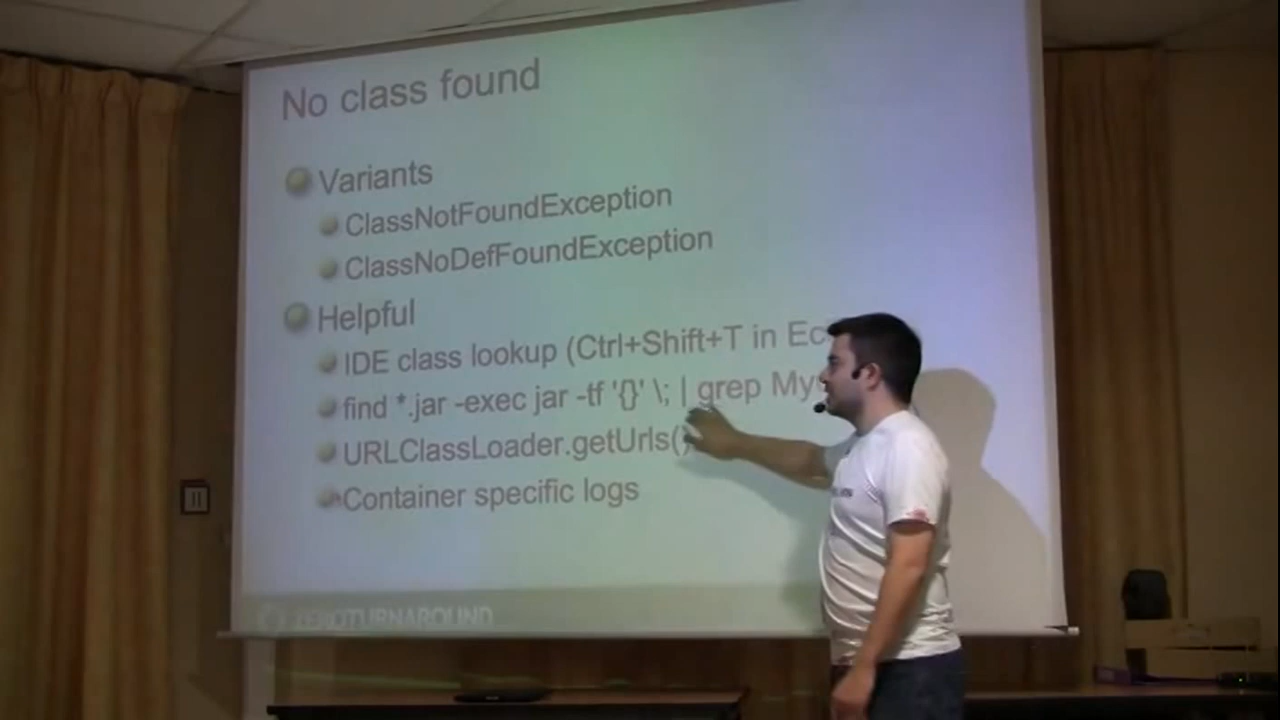 No class found
Variants
ClassNotFoundException
ClassNoDefFoundException
Helpful
IDE class lookup (Ctrl+Shift+T in
find *.jar -exec jar -tf '{}' \; | grep
URLClassLoader.getUrls()
Container specific logs
ZEROTURNAROUND